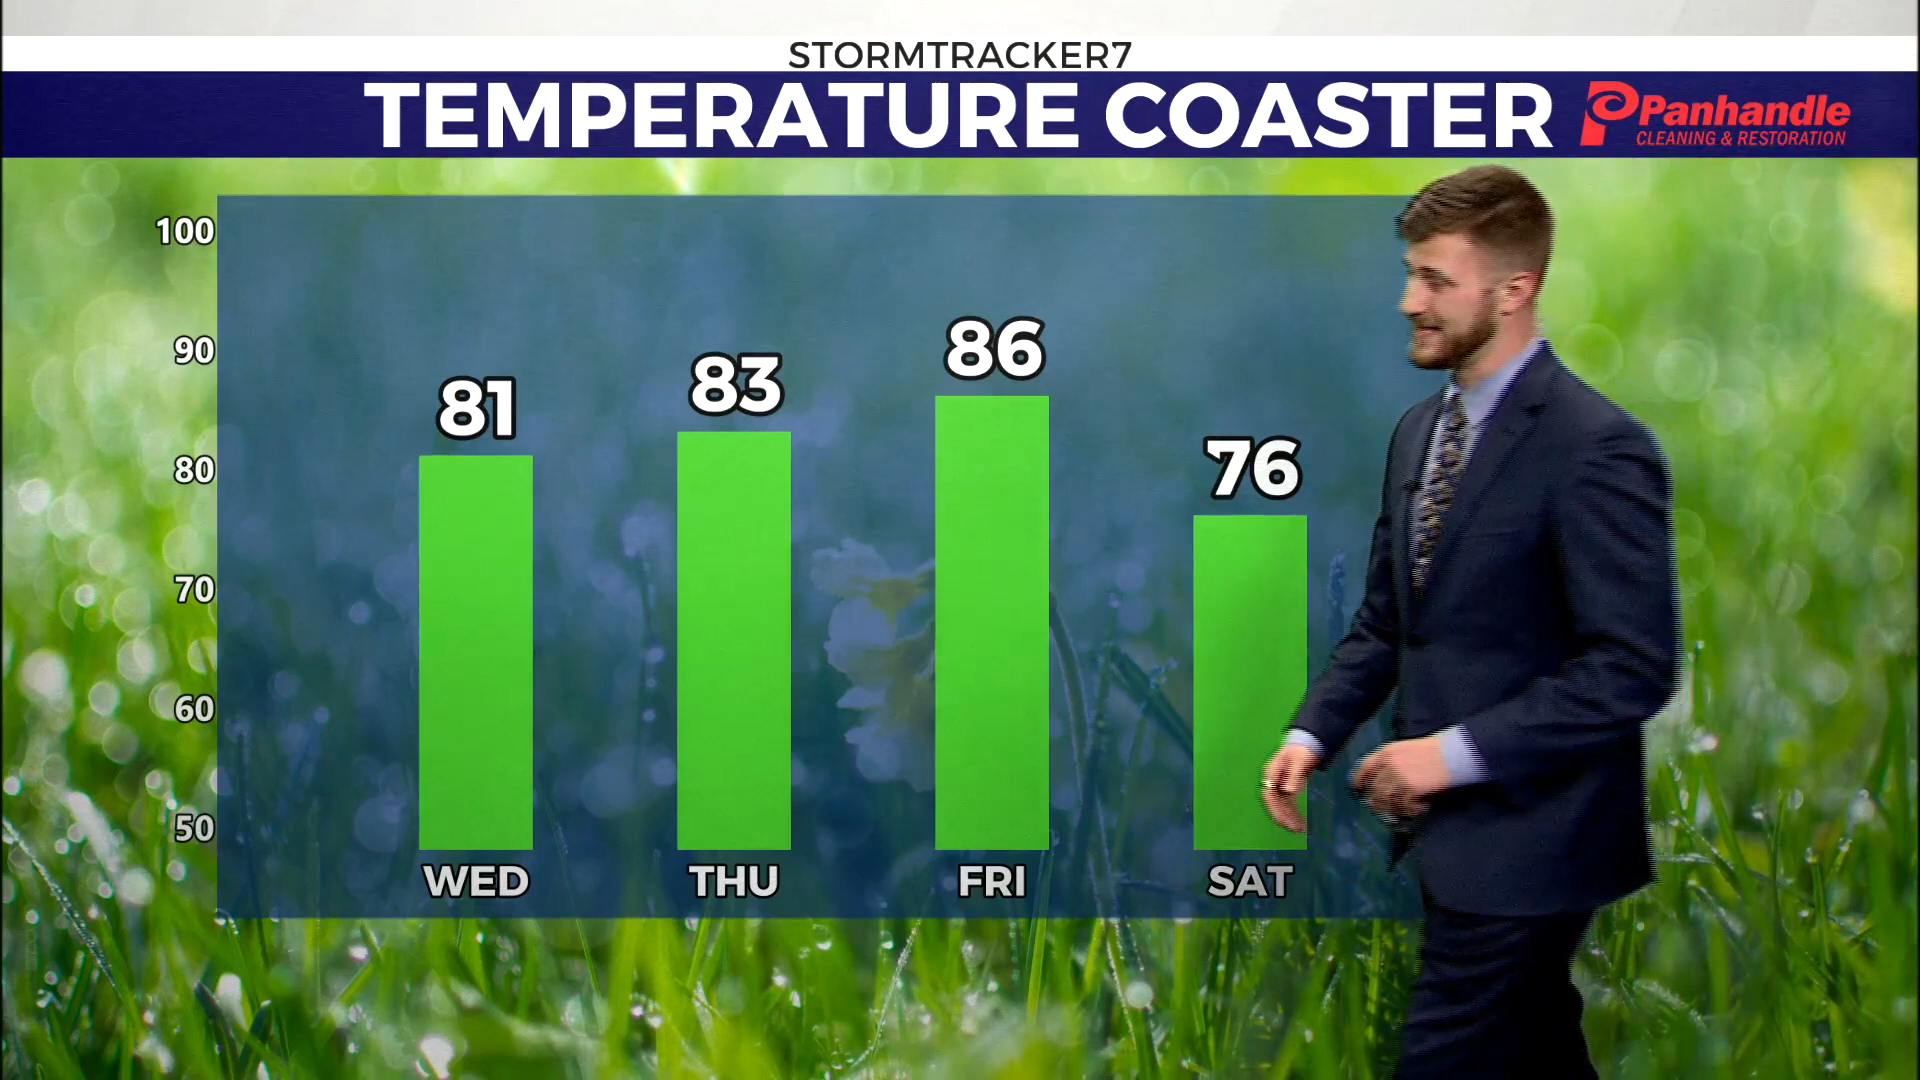 STORMTRACKER7
TEMPERATURE COASTER
Panhandle
CLEANING & RESTORATION
100
90
80
70
60
50
81
83
86
76
WED
THU
FRI
SAT